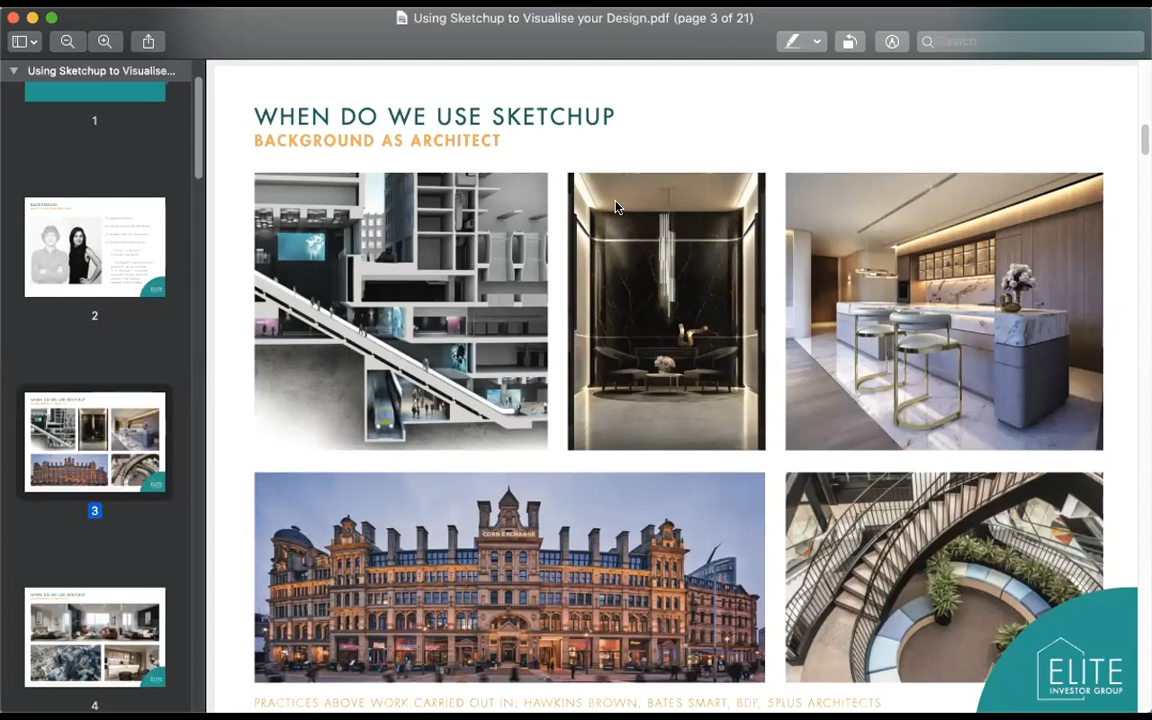 Using Sketchup to Visualise your Design.pdf (page 3 of 21)
Search
Using Sketchup to Visualise...
1
2
3
4
WHEN DO WE USE SKETCHUP
BACKGROUND AS ARCHITECT
CORN EXCHANGE
PRACTICES ABOVE WORK CARRIED OUT IN; HAWKINS BROWN, BATES SMART, BDP, 5PLUS ARCHITECTS
ELITE
INVESTOR GROUP